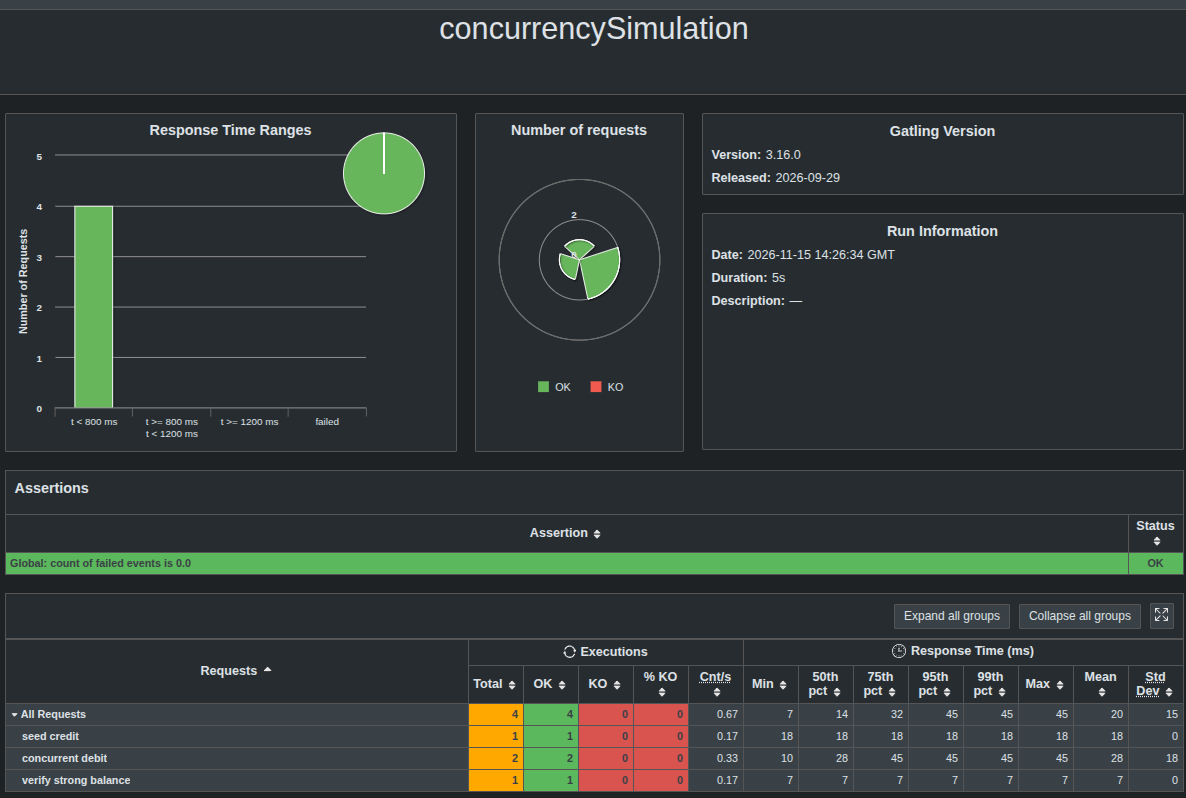 concurrencySimulation
Response Time Ranges
Number of Requests
5
4
3
2
1
0
t < 800 ms
t >= 800 ms
t < 1200 ms
t >= 1200 ms
failed
Number of requests
2
OK KO
Gatling Version
Version: 3.16.0
Released: 2026-09-29
Run Information
Date: 2026-11-15 14:26:34 GMT
Duration: 5s
Description: —
Assertions
Assertion Status
Global: count of failed events is 0.0 OK
Expand all groups Collapse all groups
Requests Executions Response Time (ms)
Total OK KO % KO Cnt/s Min 50th pct 75th pct 95th pct 99th pct Max Mean Std Dev
All Requests 4 4 0 0 0.67 7 14 32 45 45 45 20 15
seed credit 1 1 0 0 0.17 18 18 18 18 18 18 18 0
concurrent debit 2 2 0 0 0.33 10 28 45 45 45 45 28 18
verify strong balance 1 1 0 0 0.17 7 7 7 7 7 7 7 0